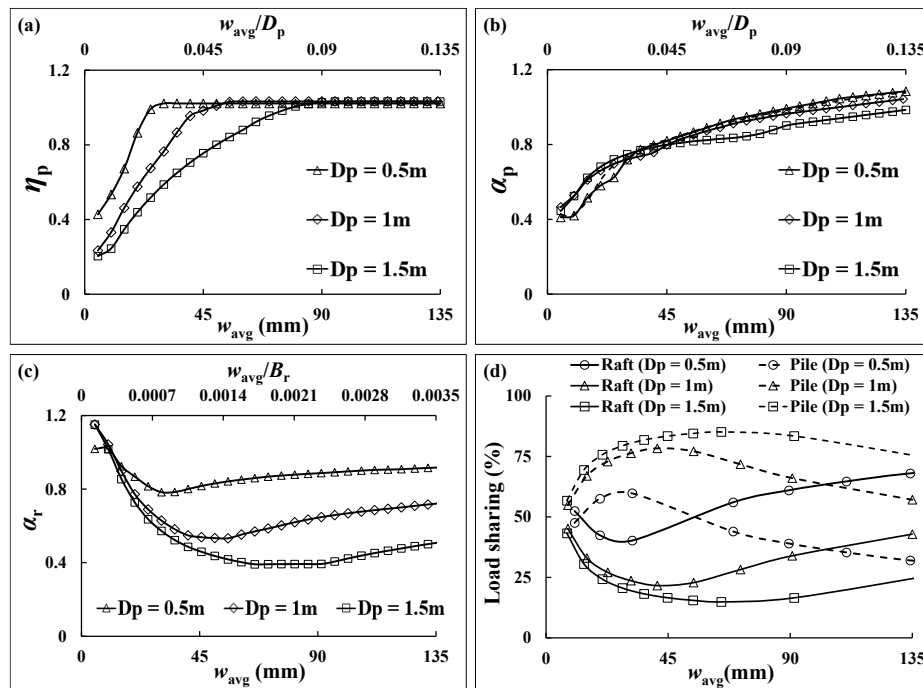 (a)
w_avg/D_p
0 0.045 0.09 0.135
1.2
0.8
0.4
0
η_p
Dp = 0.5m
Dp = 1m
Dp = 1.5m
0 45 90 135
w_avg (mm)
(b)
w_avg/D_p
0 0.045 0.09 0.135
1.2
0.8
0.4
0
α_p
Dp = 0.5m
Dp = 1m
Dp = 1.5m
0 45 90 135
w_avg (mm)
(c)
w_avg/B_r
0 0.0007 0.0014 0.0021 0.0028 0.0035
1.2
0.8
0.4
0
α_r
Dp = 0.5m Dp = 1m Dp = 1.5m
0 45 90 135
w_avg (mm)
(d)
Raft (Dp = 0.5m) Pile (Dp = 0.5m)
Raft (Dp = 1m) Pile (Dp = 1m)
Raft (Dp = 1.5m) Pile (Dp = 1.5m)
100
75
50
25
0
Load sharing (%)
0 45 90 135
w_avg (mm)